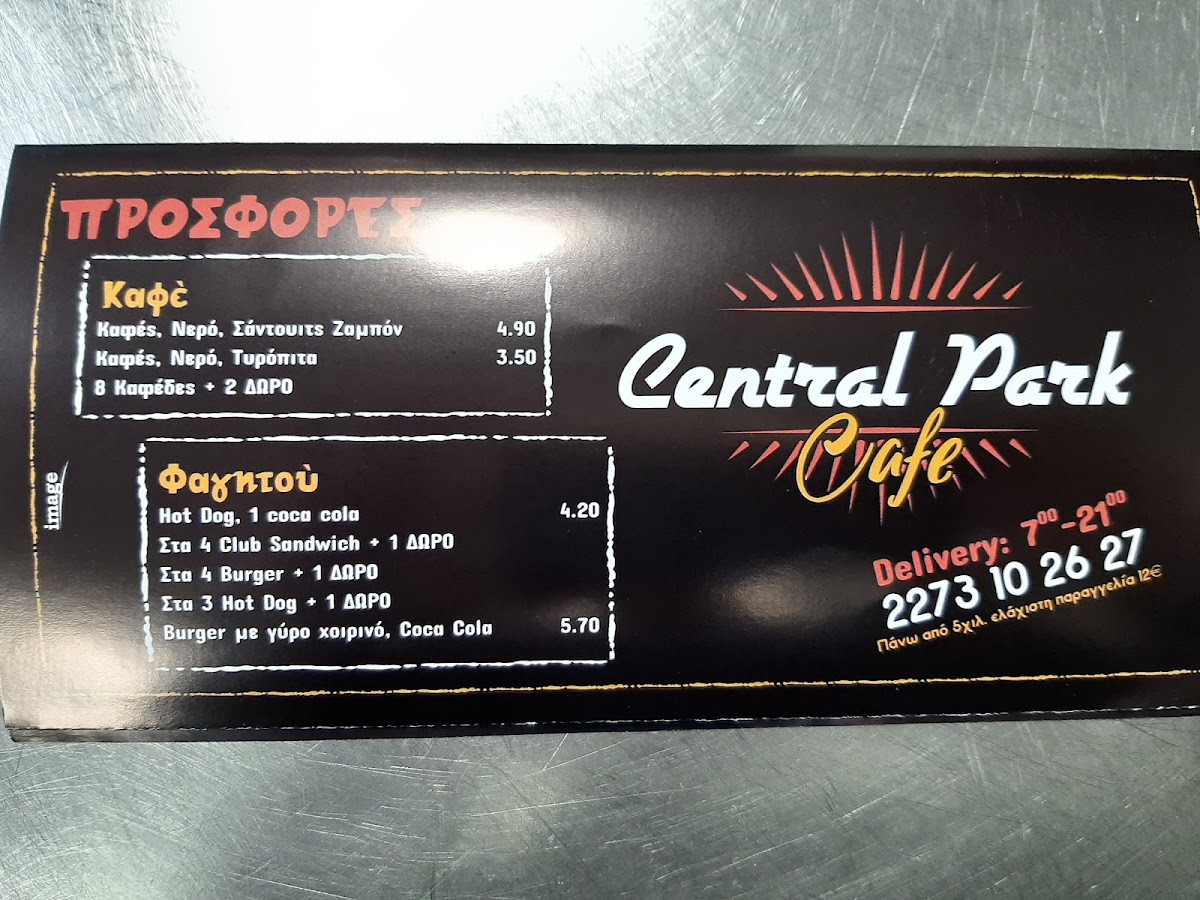 ΠΡΟΣΦΟΡΕΣ
Καφὲ
Καφές, Νερό, Σάντουιτς Ζαμπόν 4.90
Καφές, Νερό, Τυρόπιτα 3.50
8 Καφέδες + 2 ΔΩΡΟ
Φαγητοὺ
Hot Dog, 1 coca cola 4.20
Στα 4 Club Sandwich + 1 ΔΩΡΟ
Στα 4 Burger + 1 ΔΩΡΟ
Στα 3 Hot Dog + 1 ΔΩΡΟ
Burger με γύρο χοιρινό, Coca Cola 5.70
image
Central Park
Cafe
Delivery: 7⁰⁰-21⁰⁰
2273 10 26 27
Πάνω από 5χιλ. ελάχιστη παραγγελία 12€